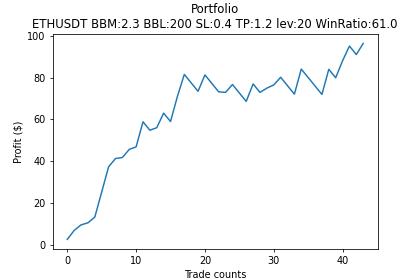 Portfolio
ETHUSDT BBM:2.3 BBL:200 SL:0.4 TP:1.2 lev:20 WinRatio:61.0
100
80
60
40
20
0
Profit ($)
0 10 20 30 40
Trade counts